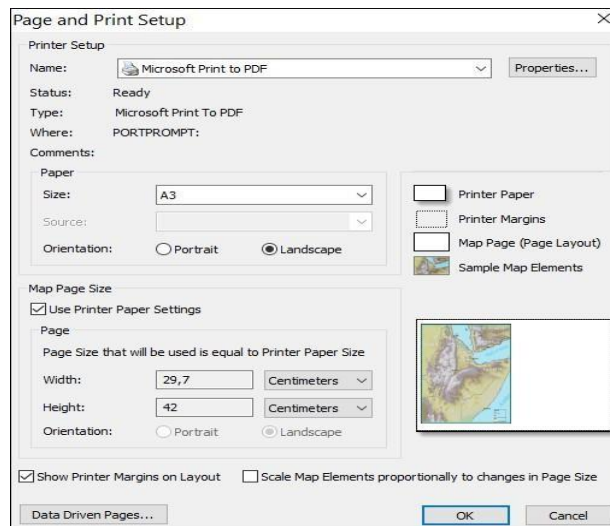 Page and Print Setup
Printer Setup
Name: Microsoft Print to PDF Properties...
Status: Ready
Type: Microsoft Print To PDF
Where: PORTPROMPT:
Comments:
Paper
Size: A3
Source:
Orientation: Portrait Landscape
Printer Paper
Printer Margins
Map Page (Page Layout)
Sample Map Elements
Map Page Size
Use Printer Paper Settings
Page
Page Size that will be used is equal to Printer Paper Size
Width: 29,7 Centimeters
Height: 42 Centimeters
Orientation: Portrait Landscape
Show Printer Margins on Layout Scale Map Elements proportionally to changes in Page Size
Data Driven Pages... OK Cancel